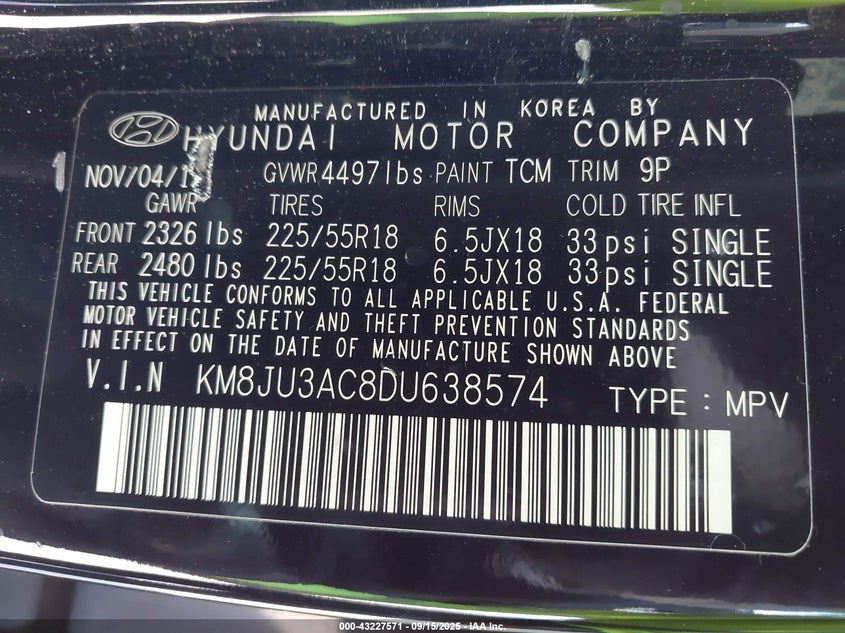 MANUFACTURED IN KOREA BY
HYUNDAI MOTOR COMPANY
NOV/04/1 GVWR 4497lbs PAINT TCM TRIM 9P
GAWR TIRES RIMS COLD TIRE INFL
FRONT 2326 lbs 225/55R18 6.5JX18 33psi SINGLE
REAR 2480 lbs 225/55R18 6.5JX18 33psi SINGLE
THIS VEHICLE CONFORMS TO ALL APPLICABLE U.S.A. FEDERAL
MOTOR VEHICLE SAFETY AND THEFT PREVENTION STANDARDS
IN EFFECT ON THE DATE OF MANUFACTURE SHOWN ABOVE
V.I.N KM8JU3AC8DU638574 TYPE : MPV
000-43227571 - 09/15/2025 - IAA Inc.